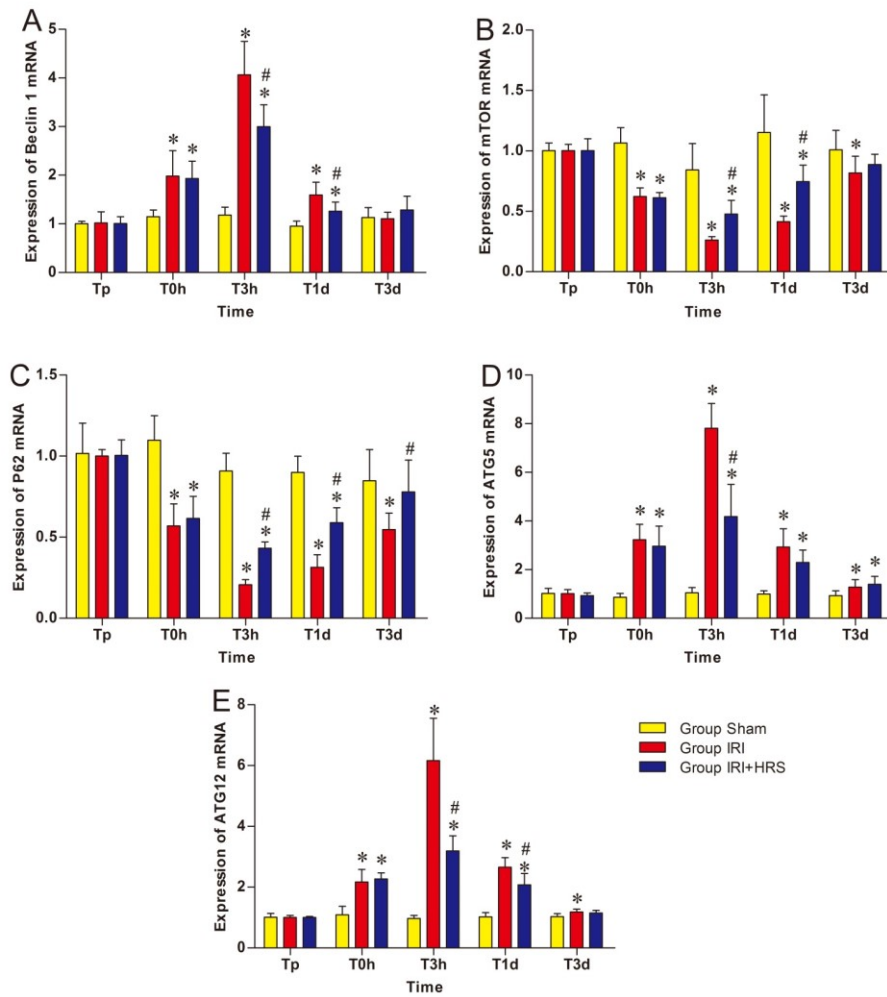 A
Expression of Beclin 1 mRNA
5
4
3
2
1
0
* * * # * * # *
Tp T0h T3h T1d T3d
Time
B
Expression of mTOR mRNA
2.0
1.5
1.0
0.5
0.0
* * * # * * # * *
Tp T0h T3h T1d T3d
Time
C
Expression of P62 mRNA
1.5
1.0
0.5
0.0
* * * # * * # * * #
Tp T0h T3h T1d T3d
Time
D
Expression of ATG5 mRNA
10
8
6
4
2
0
* * * # * * * * *
Tp T0h T3h T1d T3d
Time
E
Expression of ATG12 mRNA
8
6
4
2
0
* * * # * * # * *
Tp T0h T3h T1d T3d
Time
Group Sham
Group IRI
Group IRI+HRS